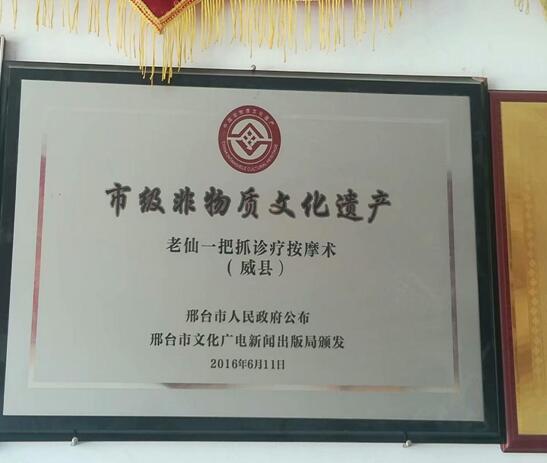 市级非物质文化遗产
老仙一把抓诊疗按摩术
（威县）
邢台市人民政府公布
邢台市文化广电新闻出版局颁发
2016年6月11日